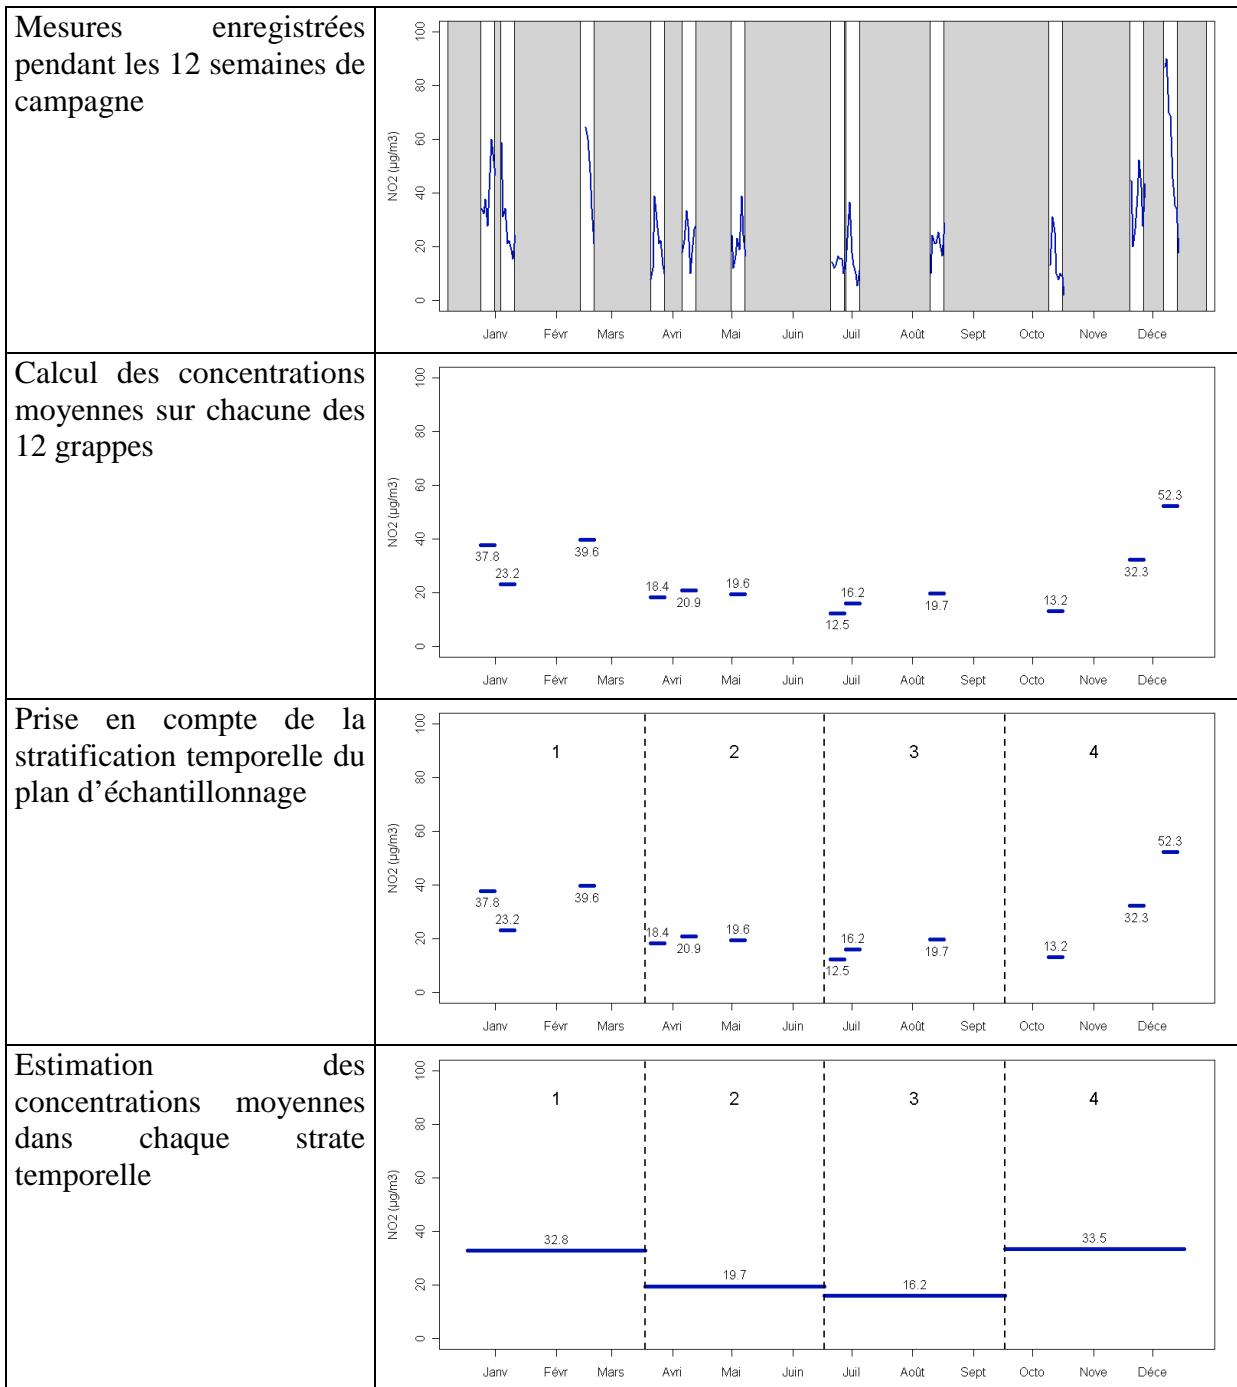 Mesures enregistrées
pendant les 12 semaines de
campagne
100
80
60
40
20
0
NO2 (µg/m3)
Janv Févr Mars Avri Mai Juin Juil Août Sept Octo Nove Déce
Calcul des concentrations
moyennes sur chacune des
12 grappes
100
80
60
40
20
0
NO2 (µg/m3)
37.8
23.2
39.6
18.4
20.9
19.6
12.5
16.2
19.7
13.2
32.3
52.3
Janv Févr Mars Avri Mai Juin Juil Août Sept Octo Nove Déce
Prise en compte de la
stratification temporelle du
plan d’échantillonnage
100
80
60
40
20
0
NO2 (µg/m3)
1 2 3 4
37.8
23.2
39.6
18.4
20.9
19.6
12.5
16.2
19.7
13.2
32.3
52.3
Janv Févr Mars Avri Mai Juin Juil Août Sept Octo Nove Déce
Estimation des
concentrations moyennes
dans chaque strate
temporelle
100
80
60
40
20
0
NO2 (µg/m3)
1 2 3 4
32.8
19.7
16.2
33.5
Janv Févr Mars Avri Mai Juin Juil Août Sept Octo Nove Déce